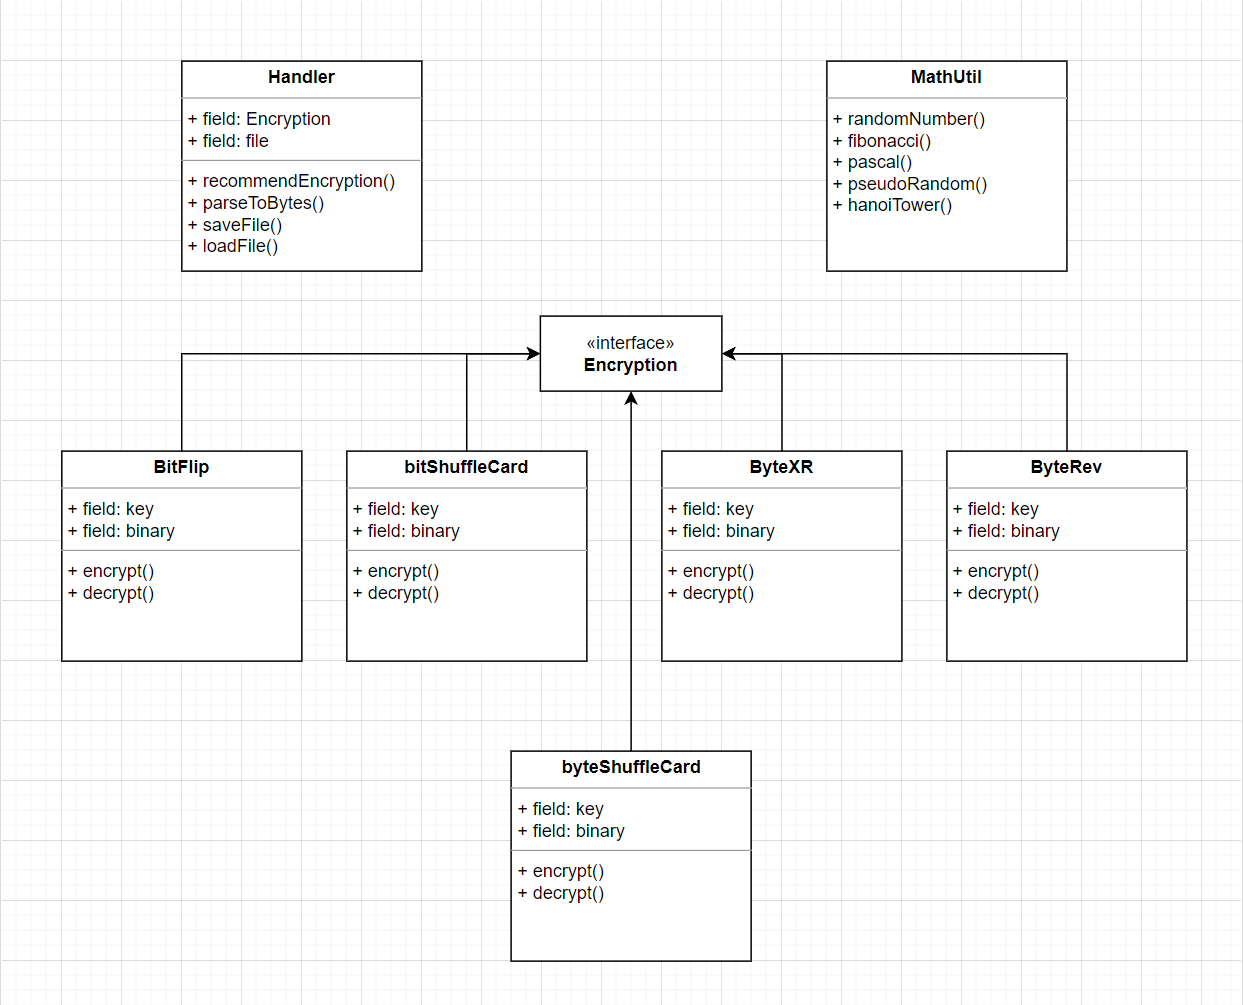 Handler
+ field: Encryption
+ field: file
+ recommendEncryption()
+ parseToBytes()
+ saveFile()
+ loadFile()
MathUtil
+ randomNumber()
+ fibonacci()
+ pascal()
+ pseudoRandom()
+ hanoiTower()
«interface»
Encryption
BitFlip
+ field: key
+ field: binary
+ encrypt()
+ decrypt()
bitShuffleCard
+ field: key
+ field: binary
+ encrypt()
+ decrypt()
ByteXR
+ field: key
+ field: binary
+ encrypt()
+ decrypt()
ByteRev
+ field: key
+ field: binary
+ encrypt()
+ decrypt()
byteShuffleCard
+ field: key
+ field: binary
+ encrypt()
+ decrypt()